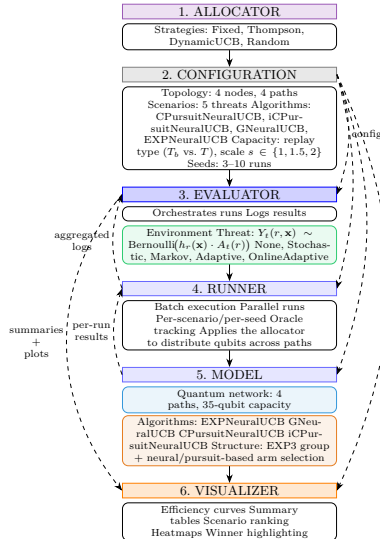 1. ALLOCATOR
Strategies: Fixed, Thompson,
DynamicUCB, Random
2. CONFIGURATION
Topology: 4 nodes, 4 paths
Scenarios: 5 threats Algorithms:
CPursuitNeuralUCB, iCPur-
suitNeuralUCB, GNeuralUCB,
EXPNeuralUCB Capacity: replay
type (T_b vs. T), scale s ∈ {1, 1.5, 2}
Seeds: 3–10 runs
config
3. EVALUATOR
Orchestrates runs Logs results
Environment Threat: Y_t(r, x) ∼
Bernoulli(h_r(x) · A_t(r)) None, Stochas-
tic, Markov, Adaptive, OnlineAdaptive
aggregated
logs
4. RUNNER
Batch execution Parallel runs
Per-scenario/per-seed Oracle
tracking Applies the allocator
to distribute qubits across paths
summaries
+
plots
per-run
results
5. MODEL
Quantum network: 4
paths, 35-qubit capacity
Algorithms: EXPNeuralUCB GNeu-
ralUCB CPursuitNeuralUCB iCPur-
suitNeuralUCB Structure: EXP3 group
+ neural/pursuit-based arm selection
6. VISUALIZER
Efficiency curves Summary
tables Scenario ranking
Heatmaps Winner highlighting